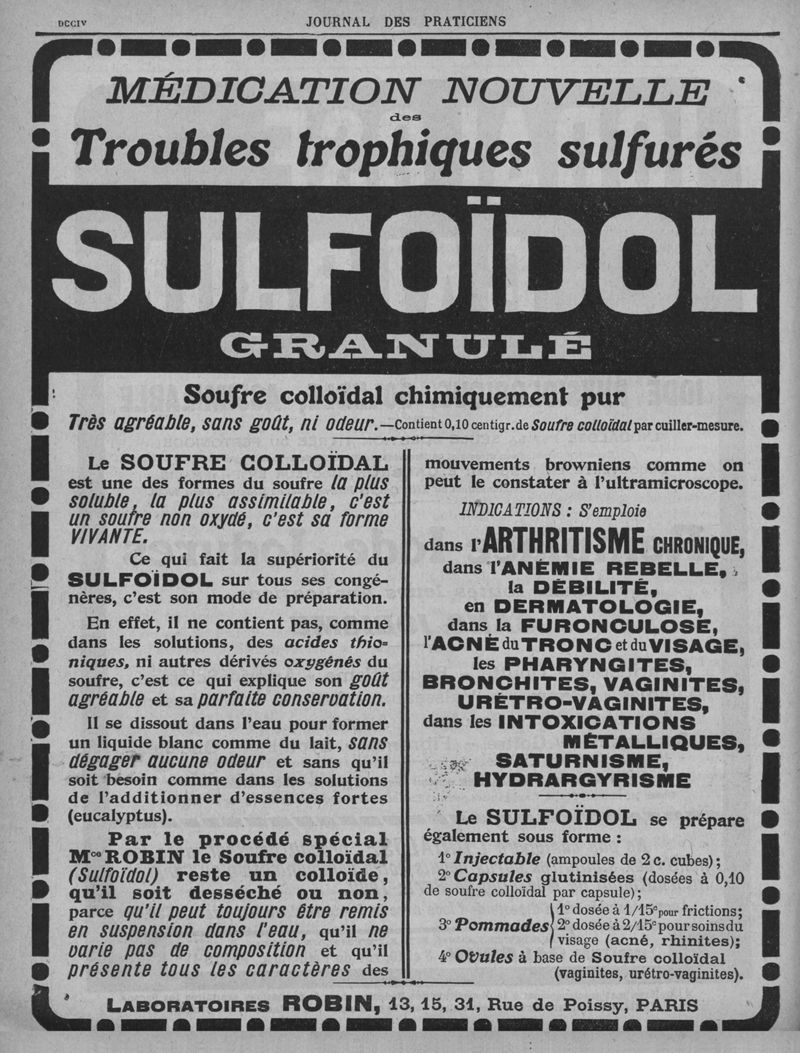 DCCIV
JOURNAL DES PRATICIENS
MÉDICATION NOUVELLE
des
Troubles trophiques sulfurés
SULFOÏDOL
GRANULÉ
Soufre colloïdal chimiquement pur
Très agréable, sans goût, ni odeur.—Contient 0,10 centigr. de Soufre colloïdal par cuiller-mesure.
Le SOUFRE COLLOÏDAL
est une des formes du soufre la plus
soluble, la plus assimilable, c'est
un soufre non oxydé, c'est sa forme
VIVANTE.
Ce qui fait la supériorité du
SULFOÏDOL sur tous ses congé-
nères, c'est son mode de préparation.
En effet, il ne contient pas, comme
dans les solutions, des acides thio-
niques, ni autres dérivés oxygénés du
soufre, c'est ce qui explique son goût
agréable et sa parfaite conservation.
Il se dissout dans l'eau pour former
un liquide blanc comme du lait, sans
dégager aucune odeur et sans qu'il
soit besoin comme dans les solutions
de l'additionner d'essences fortes
(eucalyptus).
Par le procédé spécial
Mce ROBIN le Soufre colloïdal
(Sulfoïdol) reste un colloïde,
qu'il soit desséché ou non,
parce qu'il peut toujours être remis
en suspension dans l'eau, qu'il ne
varie pas de composition et qu'il
présente tous les caractères des
mouvements browniens comme on
peut le constater à l'ultramicroscope.
INDICATIONS : S'emploie
dans l'ARTHRITISME CHRONIQUE,
dans l'ANÉMIE REBELLE,
la DÉBILITÉ,
en DERMATOLOGIE,
dans la FURONCULOSE,
l'ACNÉ du TRONC et du VISAGE,
les PHARYNGITES,
BRONCHITES, VAGINITES,
URÉTRO-VAGINITES,
dans les INTOXICATIONS
MÉTALLIQUES,
SATURNISME,
HYDRARGYRISME
Le SULFOÏDOL se prépare
également sous forme :
1° Injectable (ampoules de 2 c. cubes) ;
2° Capsules glutinisées (dosées à 0,10
de soufre colloïdal par capsule) ;
1° dosée à 1/15e pour frictions;
3° Pommades 2° dosée à 2/15e pour soins du
visage (acné, rhinites);
4° Ovules à base de Soufre colloïdal
(vaginites, urétro-vaginites).
LABORATOIRES ROBIN, 13, 15, 31, Rue de Poissy, PARIS